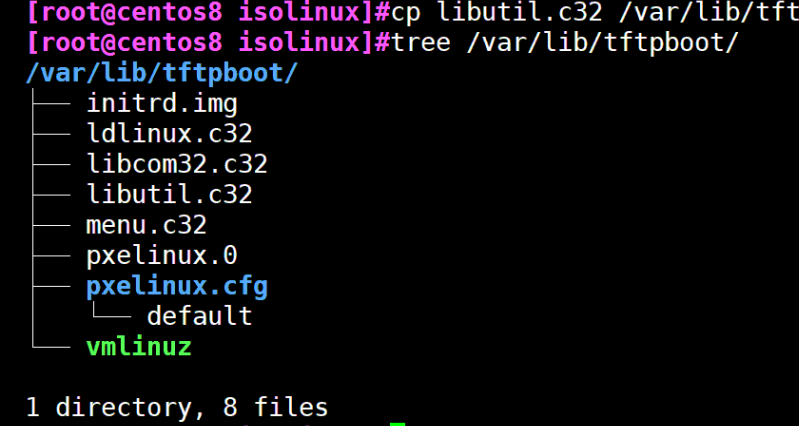 [root@centos8 isolinux]#cp libutil.c32 /var/lib/tft
[root@centos8 isolinux]#tree /var/lib/tftpboot/
/var/lib/tftpboot/
├── initrd.img
├── ldlinux.c32
├── libcom32.c32
├── libutil.c32
├── menu.c32
├── pxelinux.0
├── pxelinux.cfg
│   └── default
└── vmlinuz
1 directory, 8 files